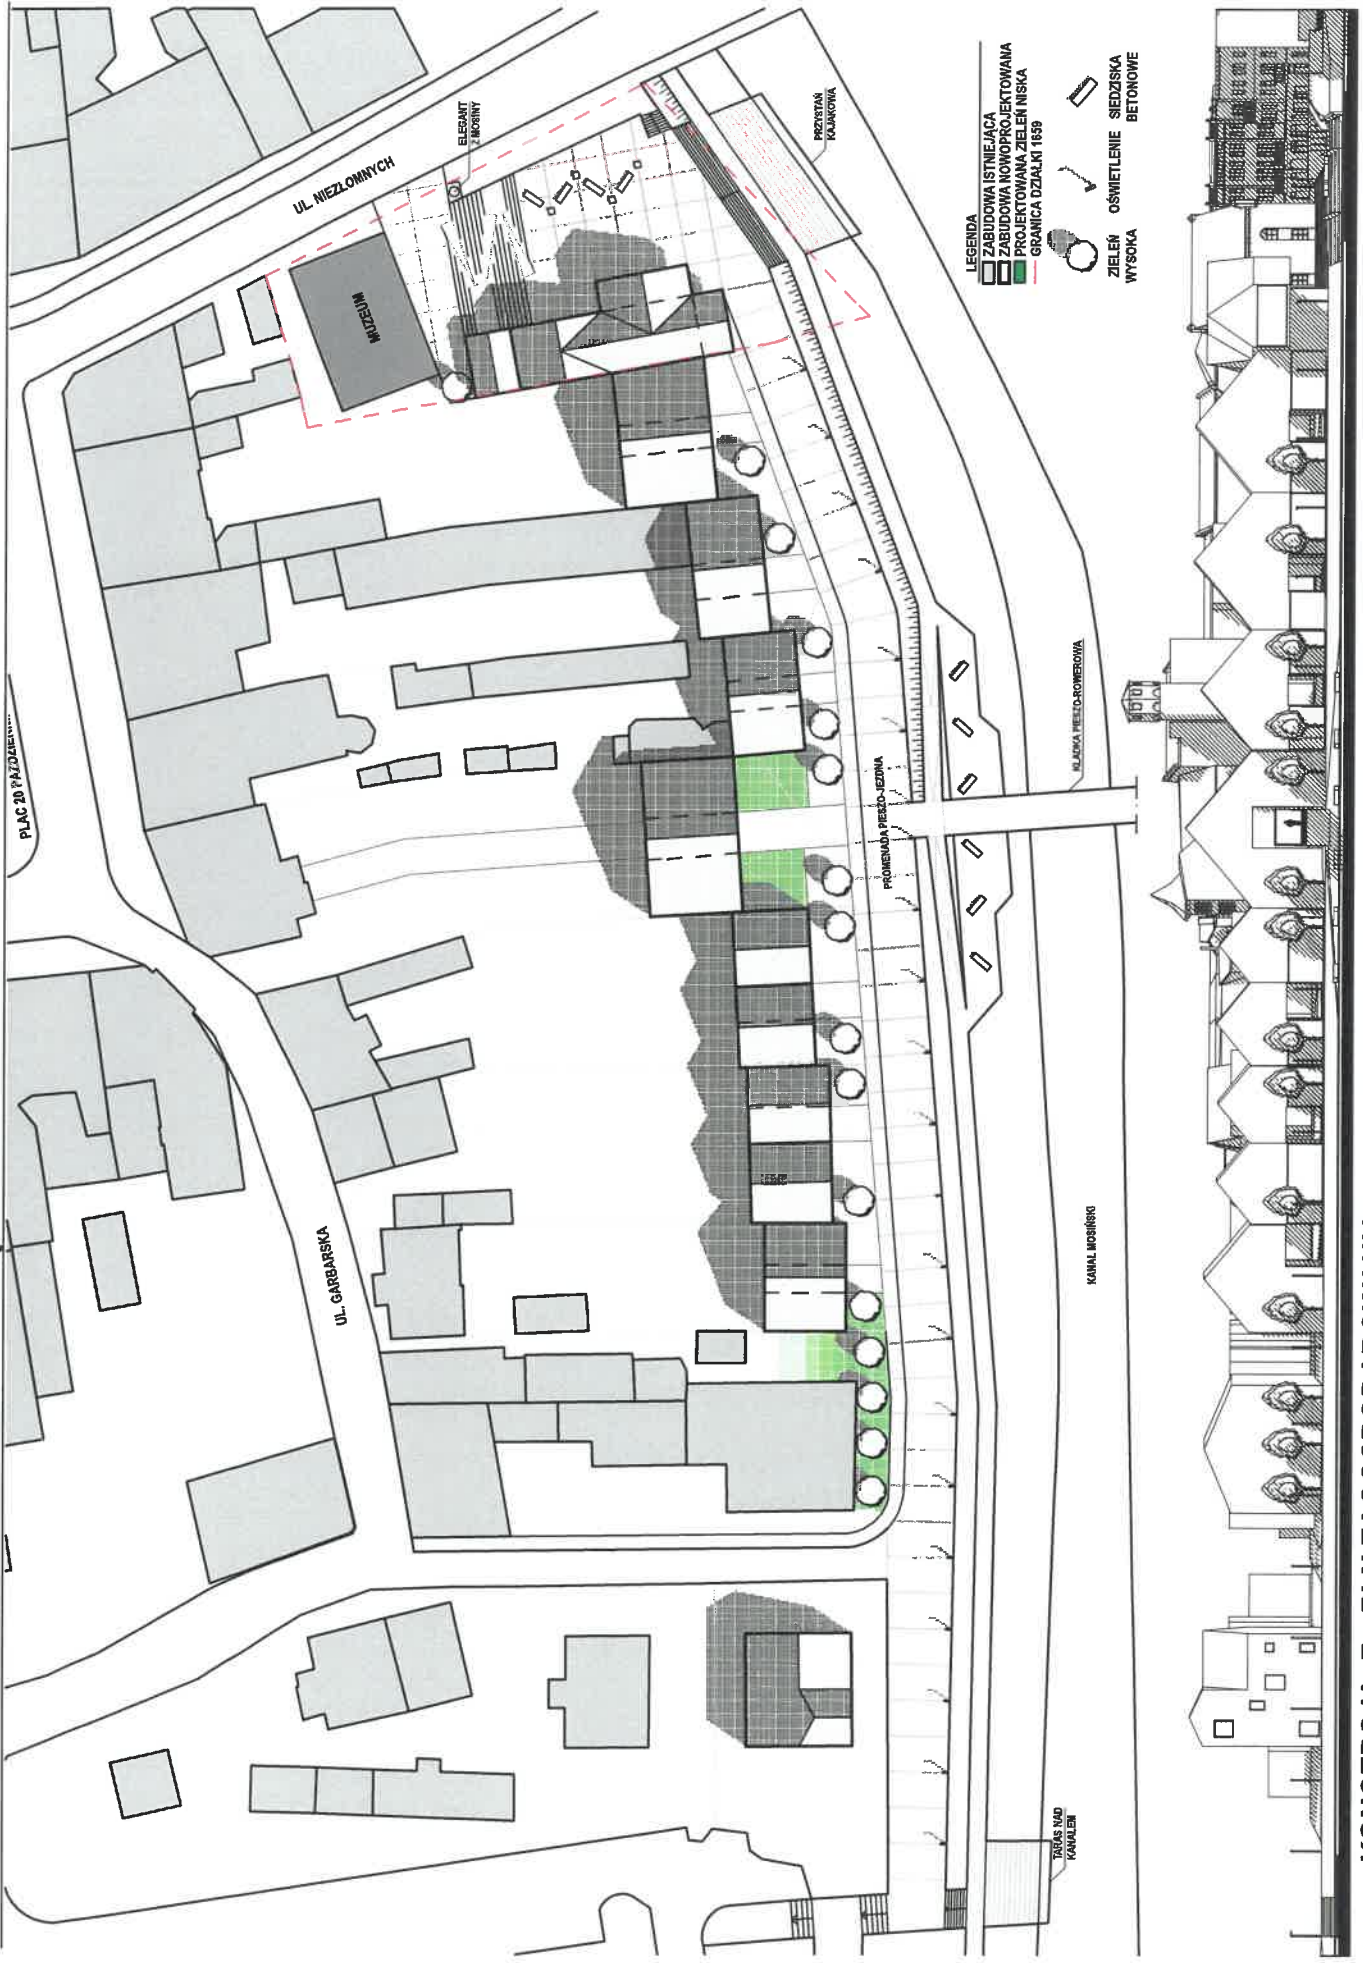 PLAC 20 PAŹDZIERNIKA
UL. NIEZŁOMNYCH
ELEGANT
Z MOSINY
MUZEUM
PRZYSTAŃ
KAJAKOWA
LEGENDA
ZABUDOWA ISTNIEJĄCA
ZABUDOWA NOWOPROJEKTOWANA
PROJEKTOWANA ZIELEŃ NISKA
GRANICA DZIAŁKI 1659
ZIELEŃ
WYSOKA
OŚWIETLENIE
SIEDZISKA
BETONOWE
KŁADKA PIESZO-ROWEROWA
PROMENADA PIESZO-JEZDNA
UL. GARBARSKA
KANAŁ MOSIŃSKI
TARAS NAD
KANAŁEM